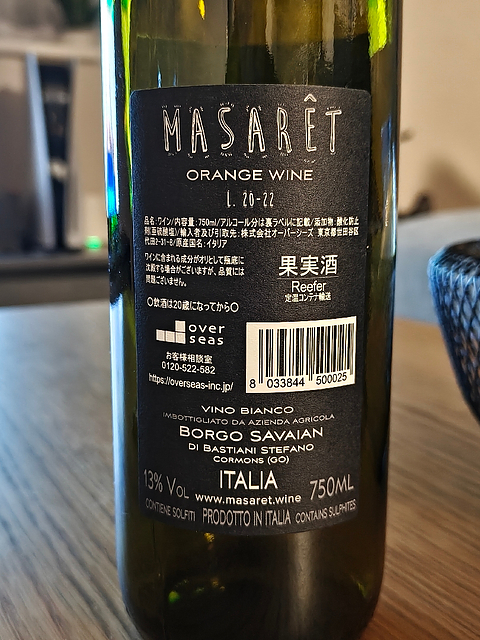 MASARÊT
ORANGE WINE
L. 20-22
品名:ワイン/内容量:750ml/アルコール分は裏ラベルに記載/添加物:酸化防止
剤(亜硫酸塩)/輸入者及び引取先:株式会社オーバーシーズ 東京都世田谷区
代田2-31-8/原産国名:イタリア
ワインに含まれる成分がオリとして瓶底に
沈殿する場合がございますが、品質には
問題ございません。
果実酒
Reefer
定温コンテナ輸送
○飲酒は20歳になってから○
over
seas
お客様相談室
0120-522-582
https://overseas-inc.jp/
8 033844 500025
VINO BIANCO
IMBOTTIGLIATO DA AZIENDA AGRICOLA
BORGO SAVAIAN
DI BASTIANI STEFANO
CORMONS (GO)
13% VOL
ITALIA
750ML
www.masaret.wine
CONTIENE SOLFITI PRODOTTO IN ITALIA CONTAINS SULPHITES